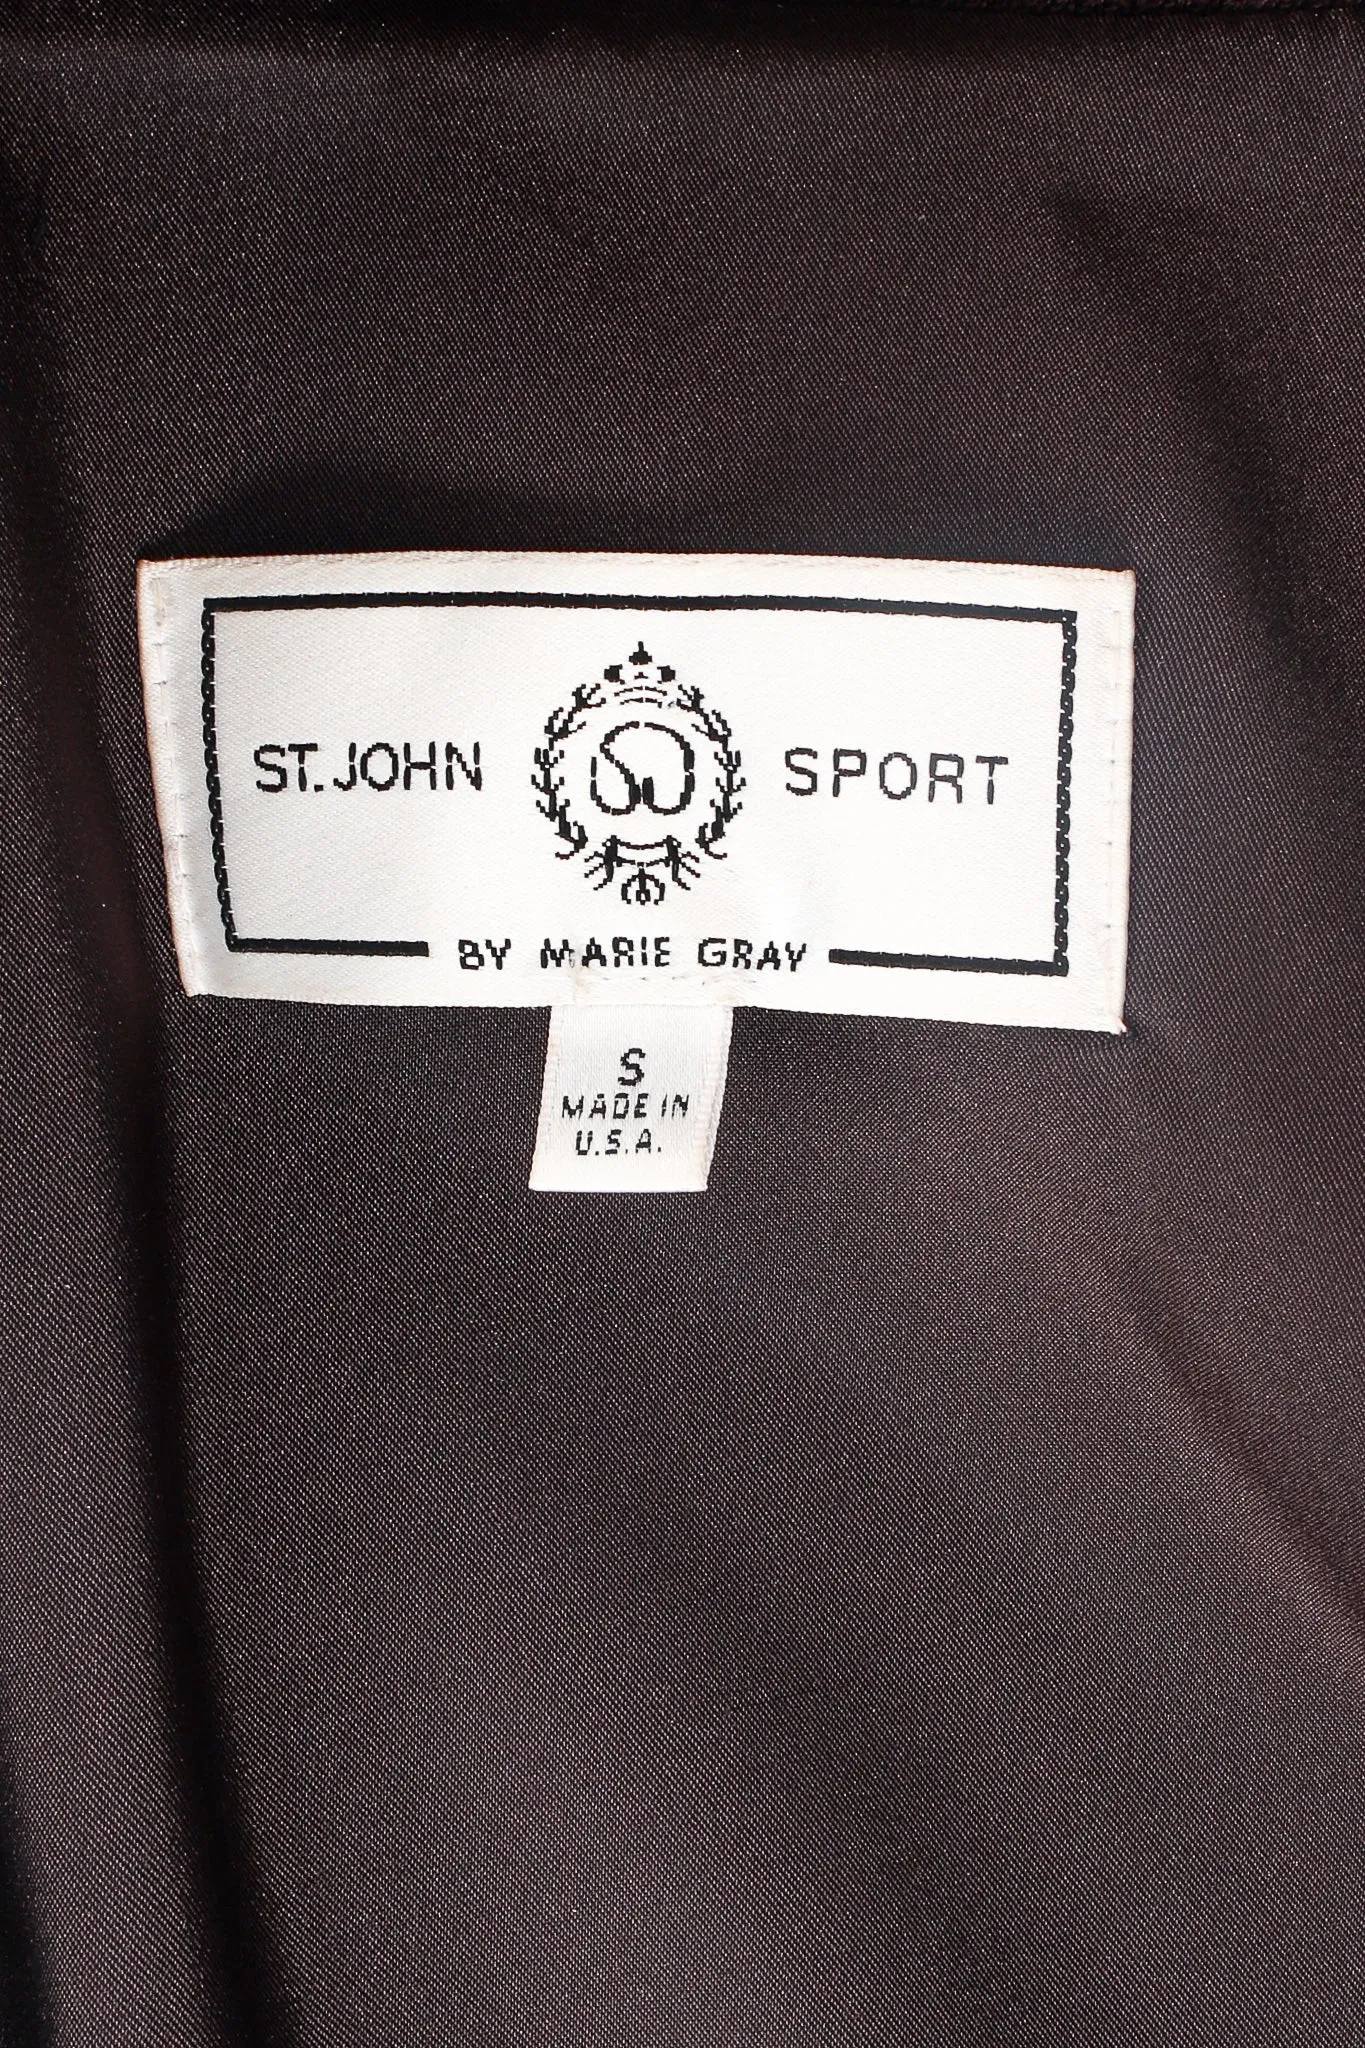 ST. JOHN SJ SPORT
BY MARIE GRAY
S
MADE IN
U.S.A.